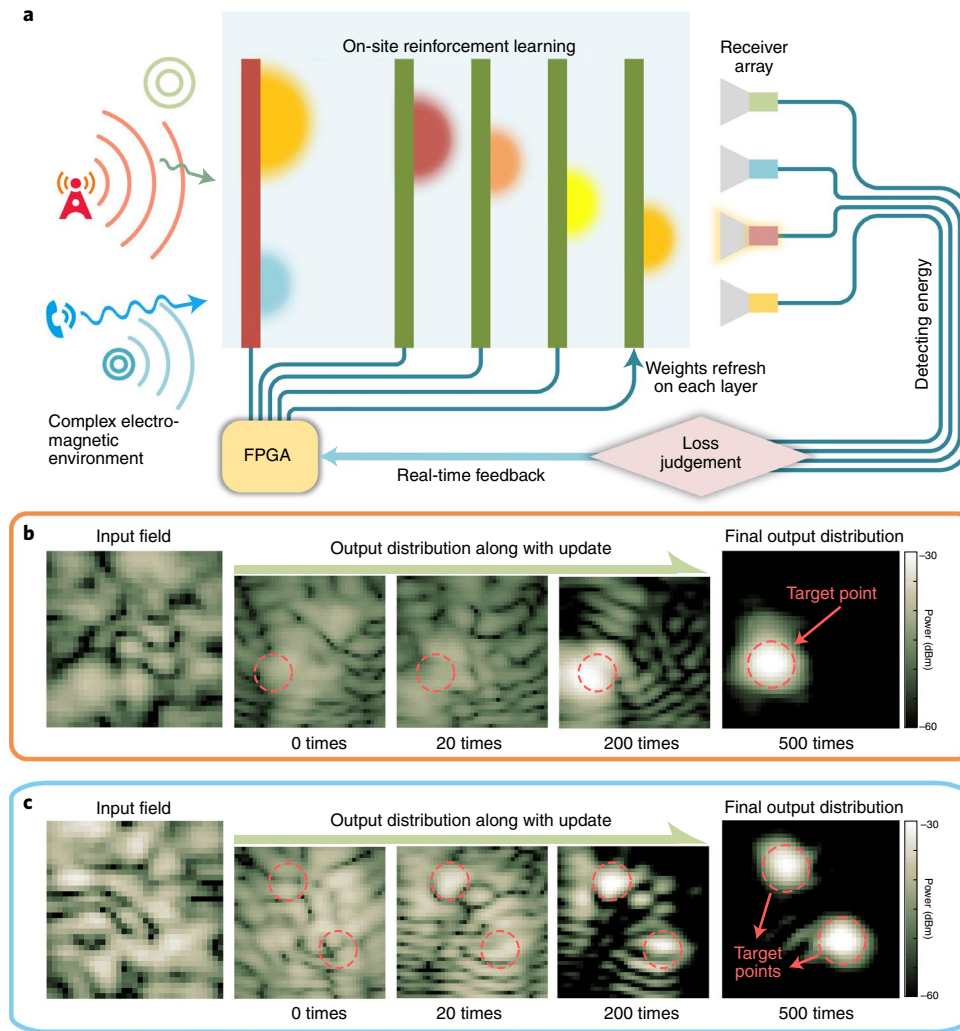 a
On-site reinforcement learning
Receiver
array
Detecting energy
Weights refresh
on each layer
Complex electro-
magnetic
environment
FPGA
Real-time feedback
Loss
judgement
b
Input field
Output distribution along with update
Final output distribution
Target point
–30
Power (dBm)
–60
0 times
20 times
200 times
500 times
c
Input field
Output distribution along with update
Final output distribution
Target
points
–30
Power (dBm)
–60
0 times
20 times
200 times
500 times